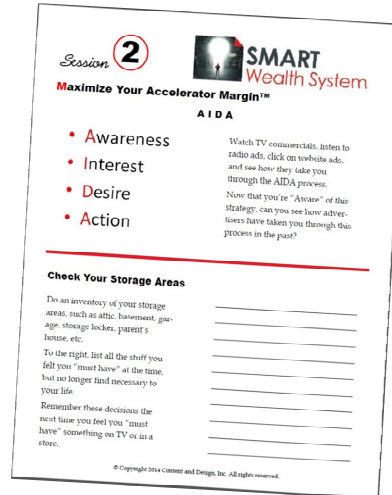 Session 2
SMART
Wealth System
Maximize Your Accelerator Margin™
AIDA
• Awareness
• Interest
• Desire
• Action
Watch TV commercials, listen to
radio ads, click on website ads,
and see how they take you
through the AIDA process.
Now that you're "Aware" of this
strategy, can you see how adver-
tisers have taken you through this
process in the past?
Check Your Storage Areas
Do an inventory of your storage
areas, such as attic, basement, gar-
age, storage locker, parent's
house, etc.
To the right, list all the stuff you
felt you "must have" at the time,
but no longer find necessary to
your life.
Remember these decisions the
next time you feel you "must
have" something on TV or in a
store.
© Copyright 2014 Content and Design, Inc. All rights reserved.